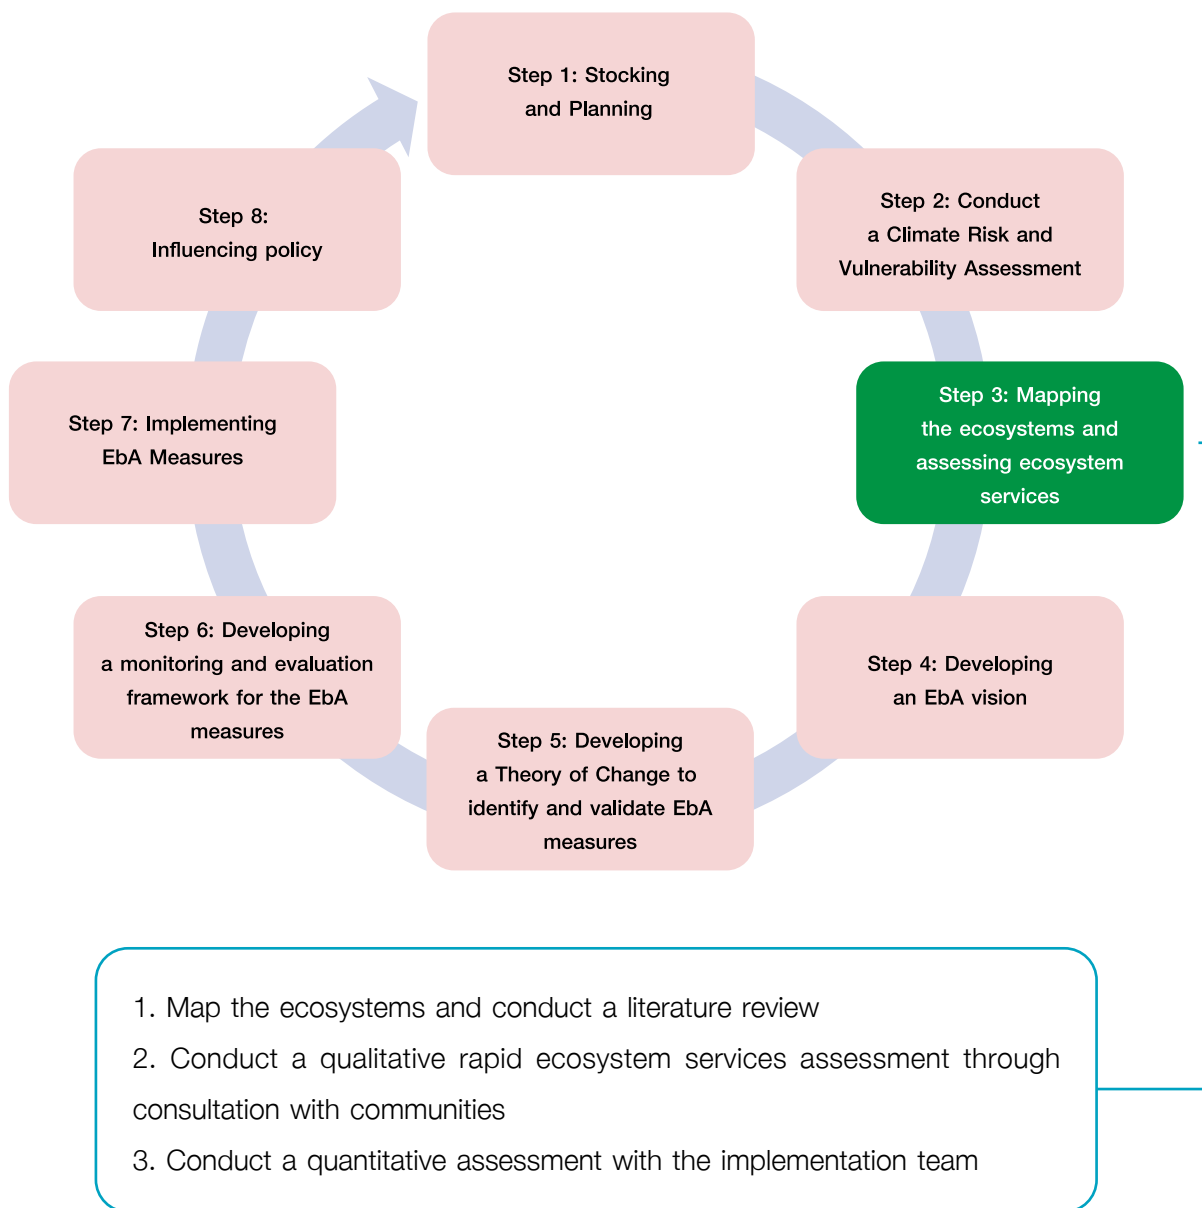 Step 1: Stocking
and Planning
Step 2: Conduct
a Climate Risk and
Vulnerability Assessment
Step 3: Mapping
the ecosystems and
assessing ecosystem
services
Step 4: Developing
an EbA vision
Step 5: Developing
a Theory of Change to
identify and validate EbA
measures
Step 6: Developing
a monitoring and evaluation
framework for the EbA
measures
Step 7: Implementing
EbA Measures
Step 8:
Influencing policy
1. Map the ecosystems and conduct a literature review
2. Conduct a qualitative rapid ecosystem services assessment through
consultation with communities
3. Conduct a quantitative assessment with the implementation team